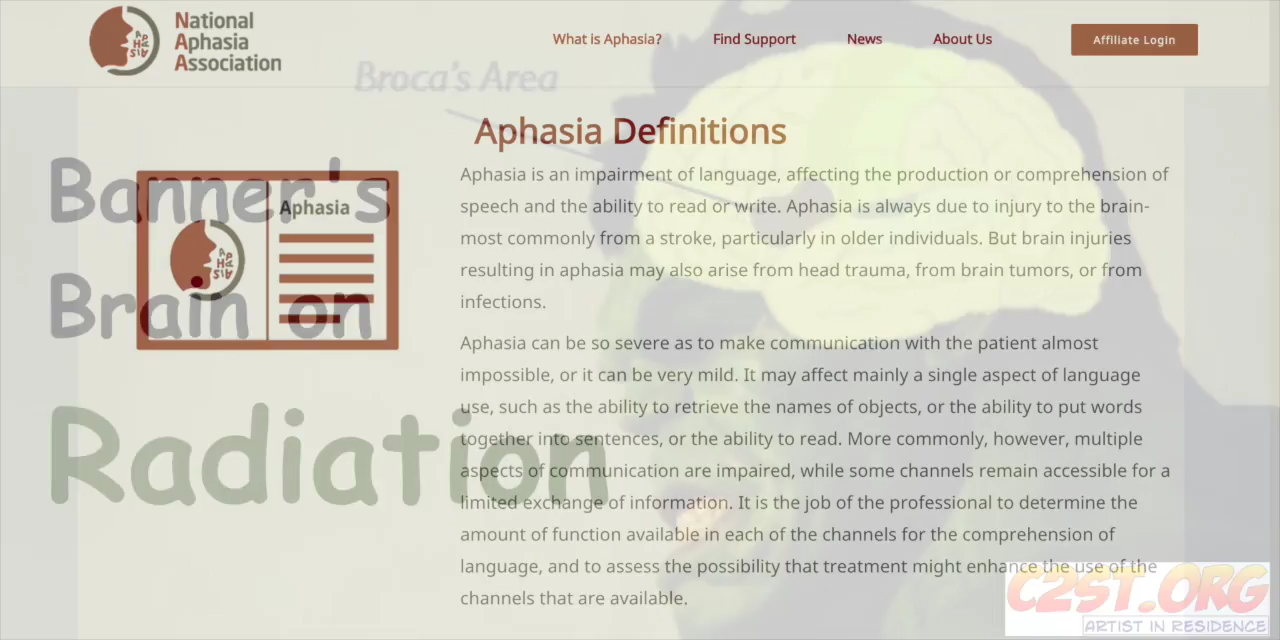 National
Aphasia
Association
What is Aphasia?
Find Support
News
About Us
Affiliate Login
Broca's Area
Aphasia Definitions
Banner's
Brain on
Radiation
Aphasia
APHASIA
Aphasia is an impairment of language, affecting the production or comprehension of
speech and the ability to read or write. Aphasia is always due to injury to the brain-
most commonly from a stroke, particularly in older individuals. But brain injuries
resulting in aphasia may also arise from head trauma, from brain tumors, or from
infections.
Aphasia can be so severe as to make communication with the patient almost
impossible, or it can be very mild. It may affect mainly a single aspect of language
use, such as the ability to retrieve the names of objects, or the ability to put words
together into sentences, or the ability to read. More commonly, however, multiple
aspects of communication are impaired, while some channels remain accessible for a
limited exchange of information. It is the job of the professional to determine the
amount of function available in each of the channels for the comprehension of
language, and to assess the possibility that treatment might enhance the use of the
channels that are available.
C2ST.ORG
ARTIST IN RESIDENCE